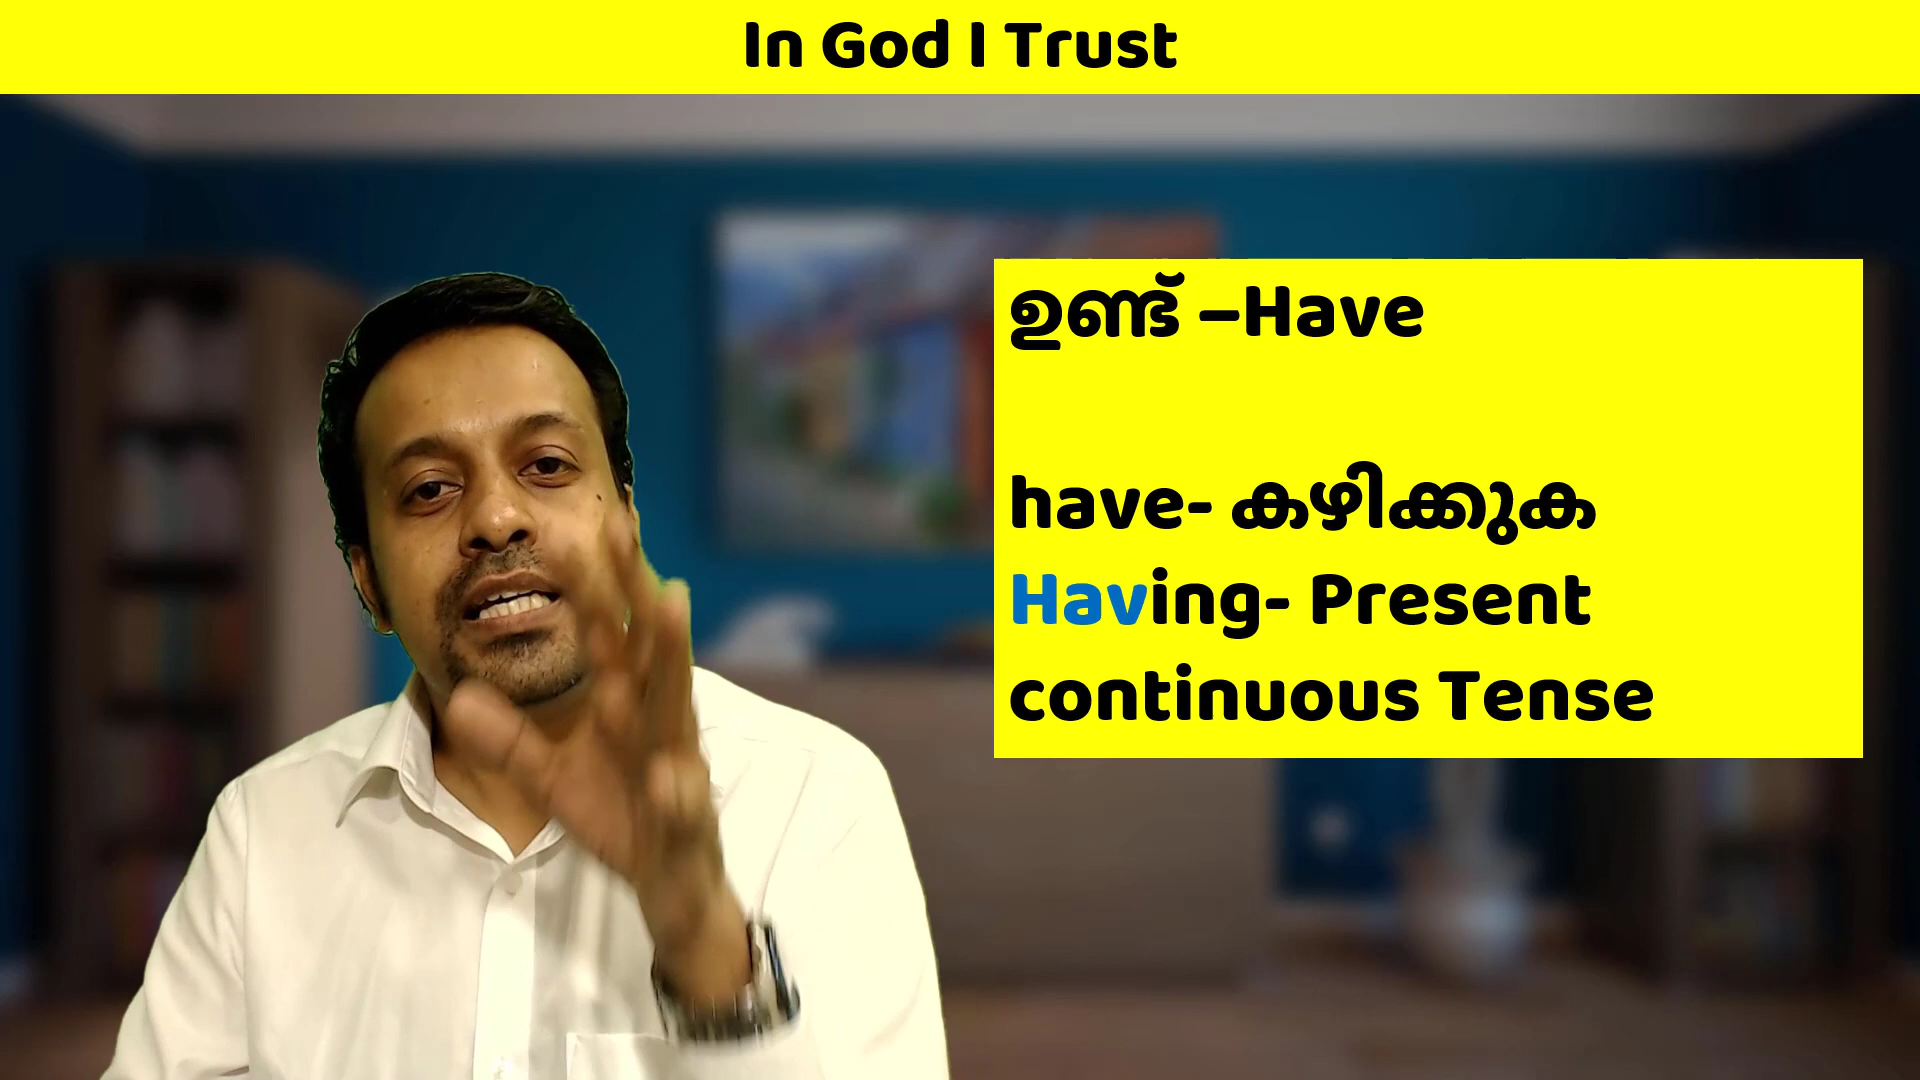 In God I Trust
ഉണ്ട് –Have
have- കഴിക്കുക
Having- Present
continuous Tense